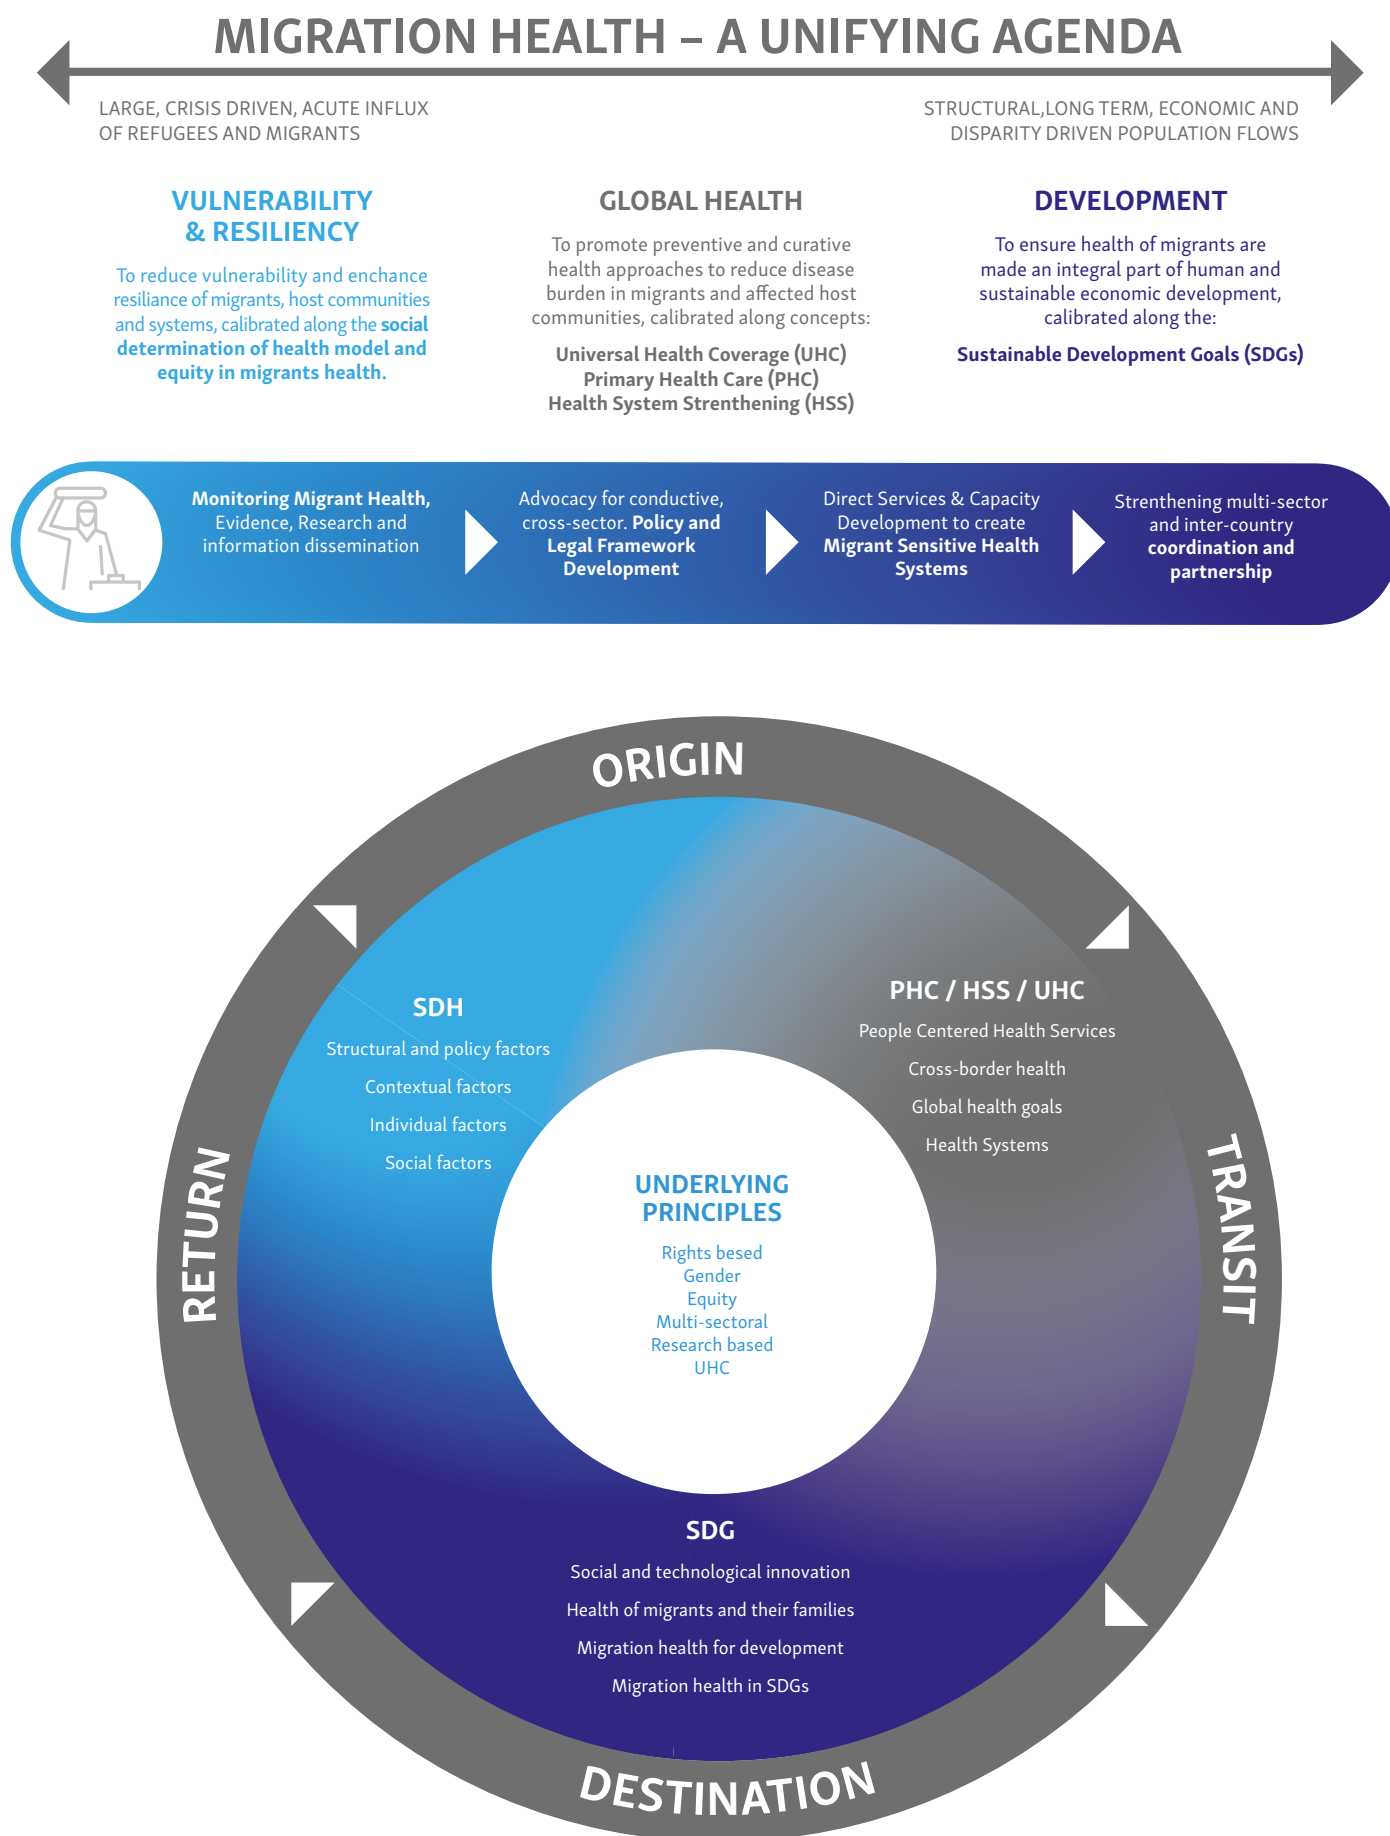 MIGRATION HEALTH – A UNIFYING AGENDA
LARGE, CRISIS DRIVEN, ACUTE INFLUX
OF REFUGEES AND MIGRANTS
STRUCTURAL,LONG TERM, ECONOMIC AND
DISPARITY DRIVEN POPULATION FLOWS
VULNERABILITY
& RESILIENCY
To reduce vulnerability and enchance
resiliance of migrants, host communities
and systems, calibrated along the social
determination of health model and
equity in migrants health.
GLOBAL HEALTH
To promote preventive and curative
health approaches to reduce disease
burden in migrants and affected host
communities, calibrated along concepts:
Universal Health Coverage (UHC)
Primary Health Care (PHC)
Health System Strenthening (HSS)
DEVELOPMENT
To ensure health of migrants are
made an integral part of human and
sustainable economic development,
calibrated along the:
Sustainable Development Goals (SDGs)
Monitoring Migrant Health,
Evidence, Research and
information dissemination
Advocacy for conductive,
cross-sector. Policy and
Legal Framework
Development
Direct Services & Capacity
Development to create
Migrant Sensitive Health
Systems
Strenthening multi-sector
and inter-country
coordination and
partnership
ORIGIN
SDH
Structural and policy factors
Contextual factors
Individual factors
Social factors
PHC / HSS / UHC
People Centered Health Services
Cross-border health
Global health goals
Health Systems
RETURN
TRANSIT
UNDERLYING
PRINCIPLES
Rights besed
Gender
Equity
Multi-sectoral
Research based
UHC
SDG
Social and technological innovation
Health of migrants and their families
Migration health for development
Migration health in SDGs
DESTINATION